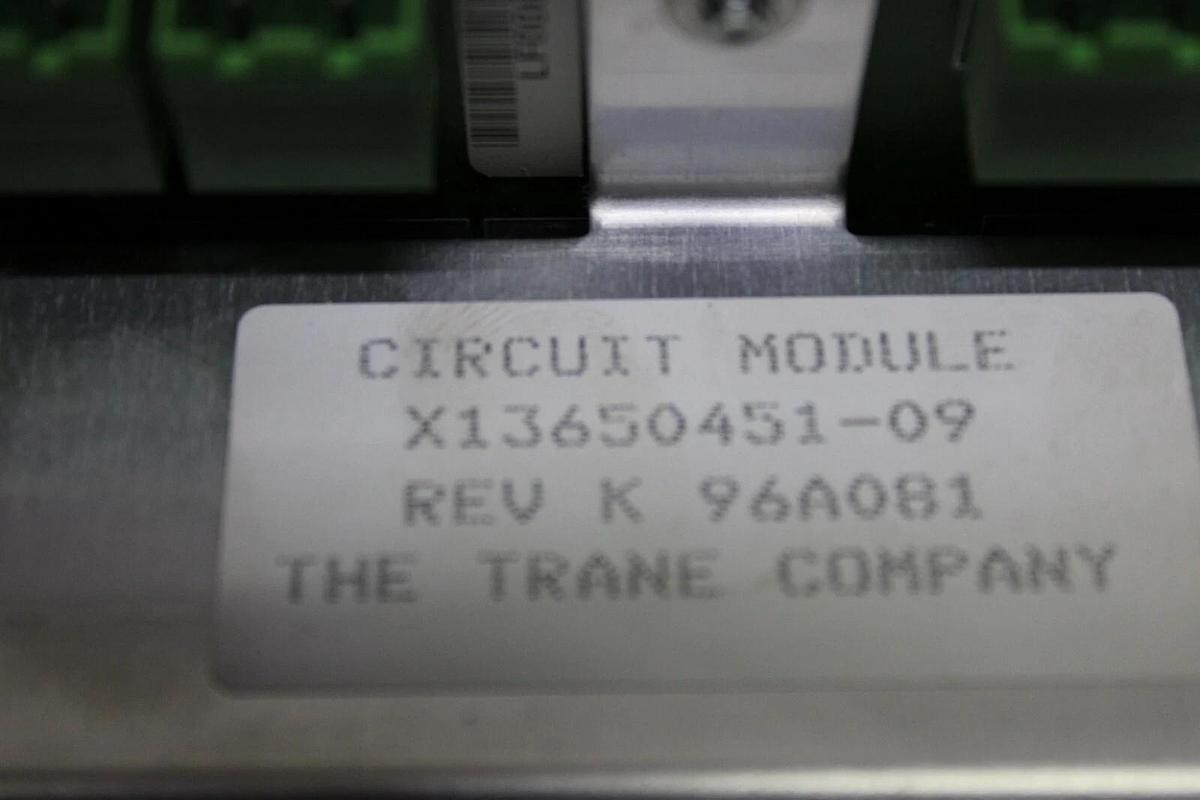 CIRCUIT MODULE
X13650451-09
REV K 96A081
THE TRANE COMPANY